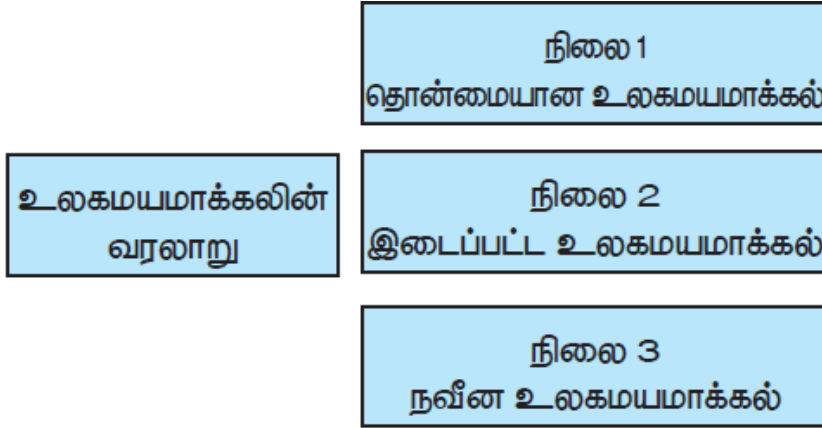 உலகமயமாக்கலின்
வரலாறு
நிலை 1
தொன்மையான உலகமயமாக்கல்
நிலை 2
இடைப்பட்ட உலகமயமாக்கல்
நிலை 3
நவீன உலகமயமாக்கல்